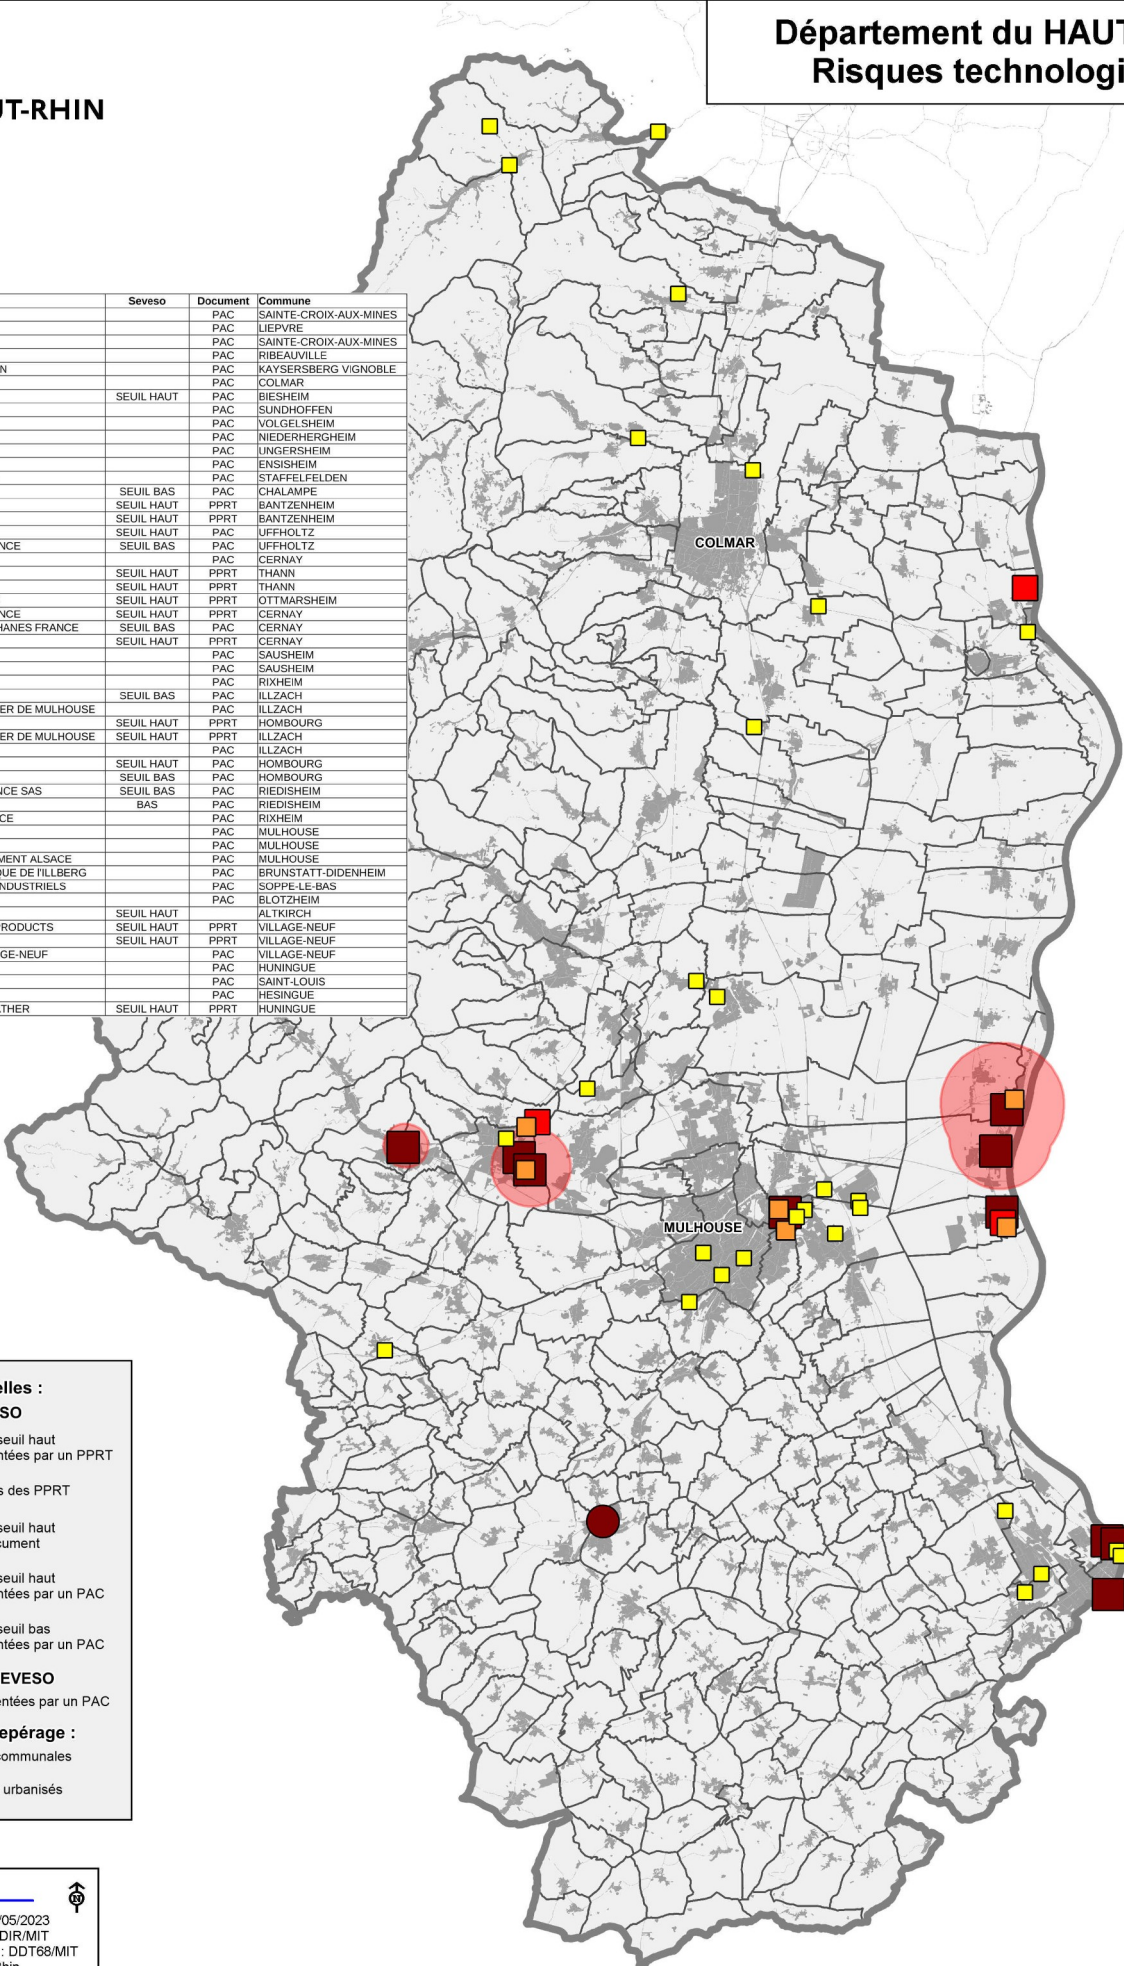 Département du HAUT
Risques technologi
UT-RHIN
Seveso Document Commune
PAC SAINTE-CROIX-AUX-MINES
PAC LIEPVRE
PAC SAINTE-CROIX-AUX-MINES
PAC RIBEAUVILLE
N PAC KAYSERSBERG VIGNOBLE
PAC COLMAR
SEUIL HAUT PAC BIESHEIM
PAC SUNDHOFFEN
PAC VOLGELSHEIM
PAC NIEDERHERGHEIM
PAC UNGERSHEIM
PAC ENSISHEIM
PAC STAFFELFELDEN
SEUIL BAS PAC CHALAMPE
SEUIL HAUT PPRT BANTZENHEIM
SEUIL HAUT PPRT BANTZENHEIM
SEUIL HAUT PAC UFFHOLTZ
NCE SEUIL BAS PAC UFFHOLTZ
PAC CERNAY
SEUIL HAUT PPRT THANN
SEUIL HAUT PPRT THANN
SEUIL HAUT PPRT OTTMARSHEIM
NCE SEUIL HAUT PPRT CERNAY
HANES FRANCE SEUIL BAS PAC CERNAY
SEUIL HAUT PPRT CERNAY
PAC SAUSHEIM
PAC SAUSHEIM
PAC RIXHEIM
SEUIL BAS PAC ILLZACH
ER DE MULHOUSE PAC ILLZACH
SEUIL HAUT PPRT HOMBOURG
ER DE MULHOUSE SEUIL HAUT PPRT ILLZACH
PAC ILLZACH
SEUIL HAUT PAC HOMBOURG
SEUIL BAS PAC HOMBOURG
NCE SAS SEUIL BAS PAC RIEDISHEIM
BAS PAC RIEDISHEIM
CE PAC RIXHEIM
PAC MULHOUSE
PAC MULHOUSE
MENT ALSACE PAC MULHOUSE
QUE DE l'ILLBERG PAC BRUNSTATT-DIDENHEIM
NDUSTRIELS PAC SOPPE-LE-BAS
PAC BLOTZHEIM
SEUIL HAUT ALTKIRCH
RODUCTS SEUIL HAUT PPRT VILLAGE-NEUF
SEUIL HAUT PPRT VILLAGE-NEUF
GE-NEUF PAC VILLAGE-NEUF
PAC HUNINGUE
PAC SAINT-LOUIS
PAC HESINGUE
THER SEUIL HAUT PPRT HUNINGUE
COLMAR
MULHOUSE
elles :
SO
seuil haut
ntées par un PPRT
s des PPRT
seuil haut
cument
seuil haut
ntées par un PAC
seuil bas
ntées par un PAC
EVESO
entées par un PAC
epérage :
communales
urbanisés
N
/05/2023
DIR/MIT
: DDT68/MIT